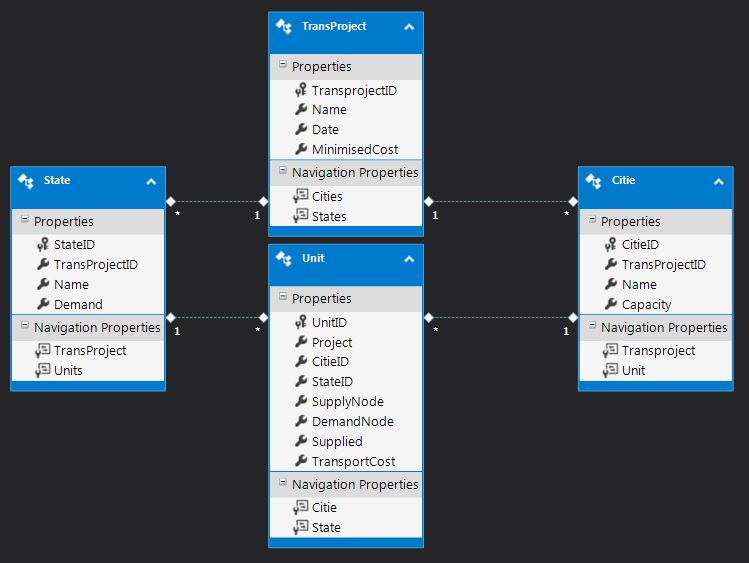 TransProject
Properties
TransprojectID
Name
Date
MinimisedCost
Navigation Properties
Cities
States
State
Properties
StateID
TransProjectID
Name
Demand
Navigation Properties
TransProject
Units
* 1
1 *
Citie
Properties
CitieID
TransProjectID
Name
Capacity
Navigation Properties
Transproject
Unit
Unit
Properties
UnitID
Project
CitieID
StateID
SupplyNode
DemandNode
Supplied
TransportCost
Navigation Properties
Citie
State
1 *
* 1